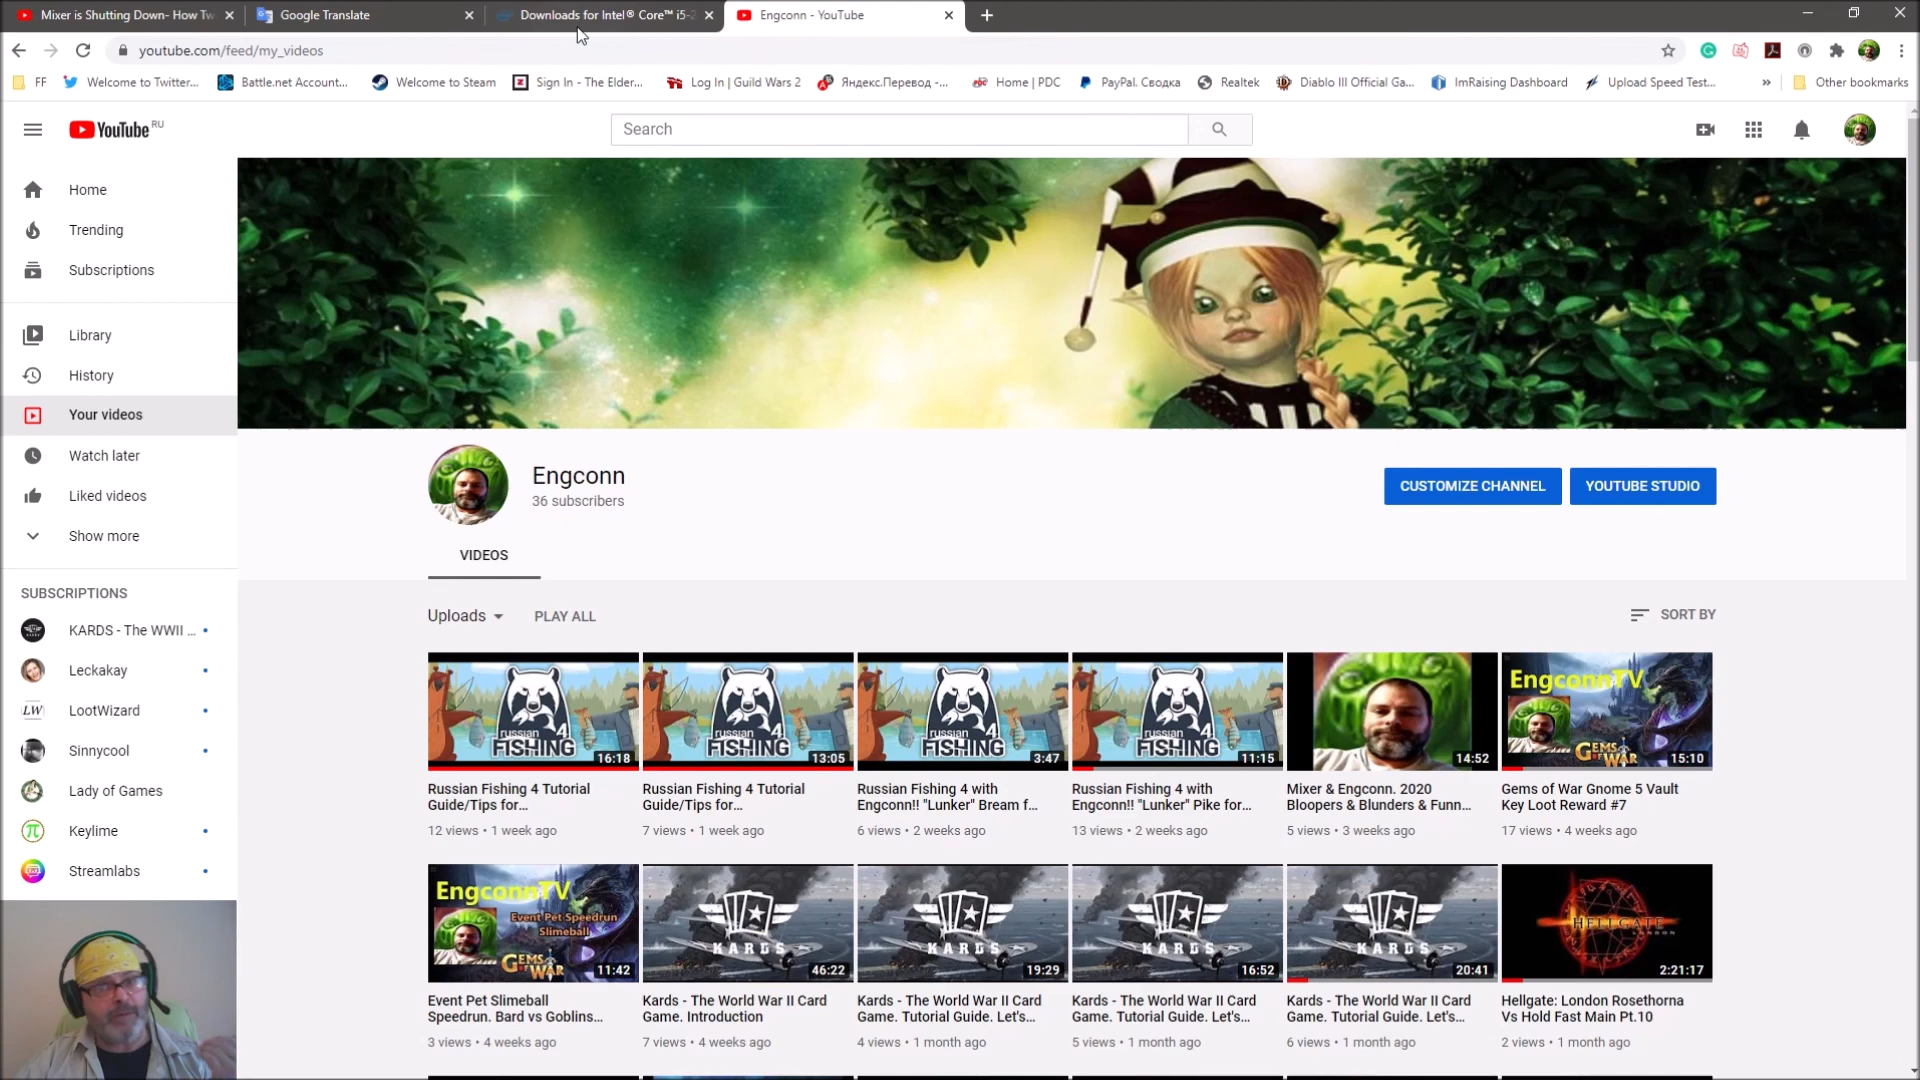 Mixer is Shutting Down- How Tw
Google Translate
Downloads for Intel® Core™ i5-2
Engconn - YouTube
youtube.com/feed/my_videos
FF
Welcome to Twitter...
Battle.net Account...
Welcome to Steam
Sign In - The Elder...
Log In | Guild Wars 2
Яндекс.Перевод -...
Home | PDC
PayPal. Сводка
Realtek
Diablo III Official Ga...
ImRaising Dashboard
Upload Speed Test...
»
Other bookmarks
YouTube RU
Search
Home
Trending
Subscriptions
Library
History
Your videos
Watch later
Liked videos
Show more
SUBSCRIPTIONS
KARDS - The WWII ...
Leckakay
LW
LootWizard
Sinnycool
Lady of Games
Keylime
Streamlabs
Engconn
36 subscribers
CUSTOMIZE CHANNEL
YOUTUBE STUDIO
VIDEOS
Uploads
PLAY ALL
SORT BY
russian 4
FISHING
16:18
russian 4
FISHING
13:05
russian 4
FISHING
3:47
russian 4
FISHING
11:15
14:52
EngconnTV
GEMS OF WAR
15:10
Russian Fishing 4 Tutorial
Guide/Tips for...
12 views • 1 week ago
Russian Fishing 4 Tutorial
Guide/Tips for...
7 views • 1 week ago
Russian Fishing 4 with
Engconn!! "Lunker" Bream f...
6 views • 2 weeks ago
Russian Fishing 4 with
Engconn!! "Lunker" Pike for...
13 views • 2 weeks ago
Mixer & Engconn. 2020
Bloopers & Blunders & Funn...
5 views • 3 weeks ago
Gems of War Gnome 5 Vault
Key Loot Reward #7
17 views • 4 weeks ago
EngconnTV
Event Pet Speedrun
Slimeball
GEMS OF WAR
11:42
KARDS
46:22
KARDS
19:29
KARDS
16:52
KARDS
20:41
HELLGATE
LONDON
2:21:17
Event Pet Slimeball
Speedrun. Bard vs Goblins...
3 views • 4 weeks ago
Kards - The World War II Card
Game. Introduction
7 views • 4 weeks ago
Kards - The World War II Card
Game. Tutorial Guide. Let's...
4 views • 1 month ago
Kards - The World War II Card
Game. Tutorial Guide. Let's...
5 views • 1 month ago
Kards - The World War II Card
Game. Tutorial Guide. Let's...
6 views • 1 month ago
Hellgate: London Rosethorna
Vs Hold Fast Main Pt.10
2 views • 1 month ago